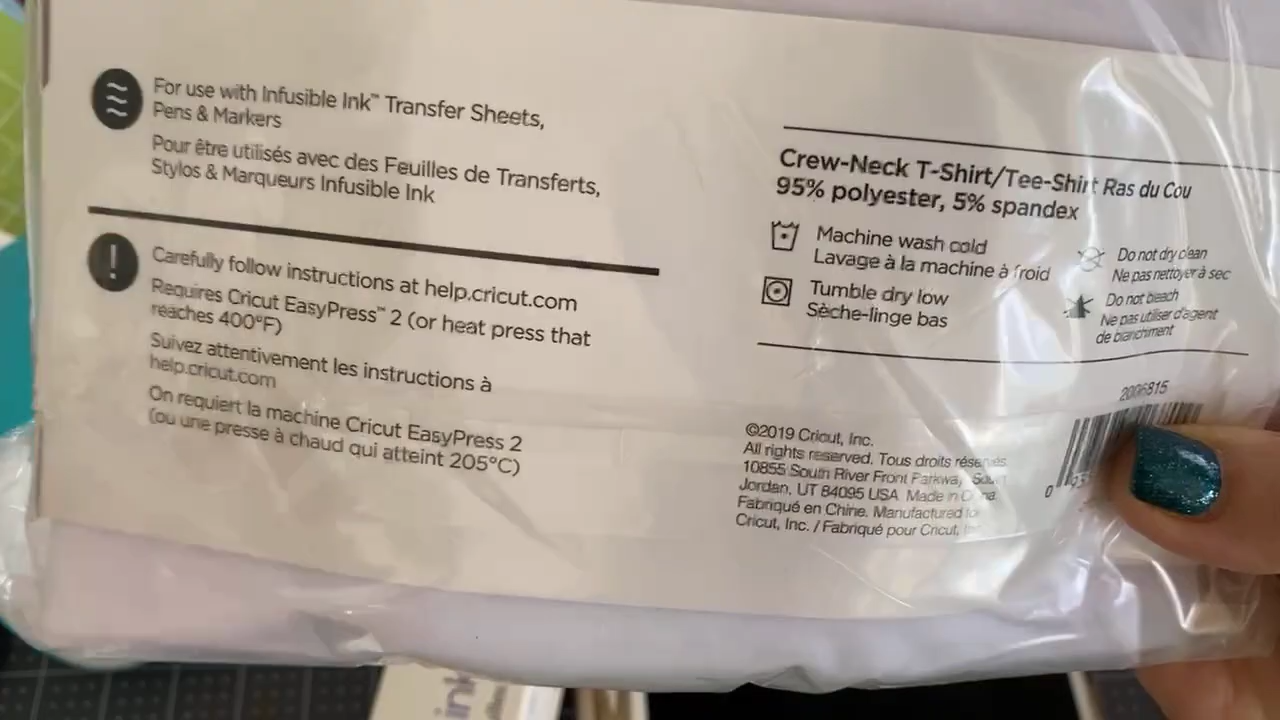 For use with Infusible Ink™ Transfer Sheets,
Pens & Markers
Pour être utilisés avec des Feuilles de Transferts,
Stylos & Marqueurs Infusible Ink
! Carefully follow instructions at help.cricut.com
Requires Cricut EasyPress™ 2 (or heat press that
reaches 400°F)
Suivez attentivement les instructions à
help.cricut.com
On requiert la machine Cricut EasyPress 2
(ou une presse à chaud qui atteint 205°C)
Crew-Neck T-Shirt/Tee-Shirt Ras du Cou
95% polyester, 5% spandex
Machine wash cold
Lavage à la machine à froid
Tumble dry low
Sèche-linge bas
Do not dry clean
Ne pas nettoyer à sec
Do not bleach
Ne pas utiliser d'agent
de blanchiment
2006815
©2019 Cricut, Inc.
All rights reserved. Tous droits réservés.
10855 South River Front Parkway, South
Jordan, UT 84095 USA Made in China.
Fabriqué en Chine. Manufactured for
Cricut, Inc. / Fabriqué pour Cricut,
0
ink